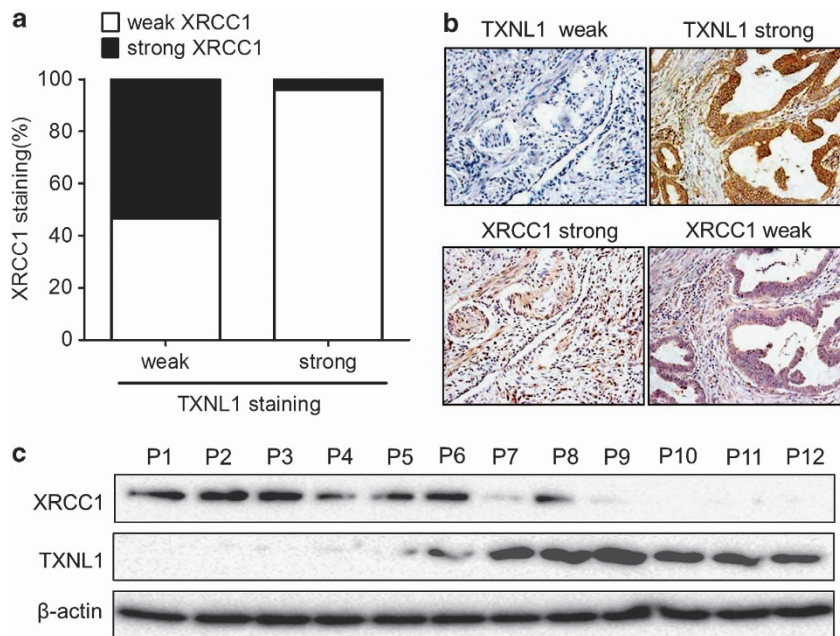 a
weak XRCC1
strong XRCC1
XRCC1 staining(%)
100
80
60
40
20
0
weak strong
TXNL1 staining
b
TXNL1 weak TXNL1 strong
XRCC1 strong XRCC1 weak
c
P1 P2 P3 P4 P5 P6 P7 P8 P9 P10 P11 P12
XRCC1
TXNL1
β-actin